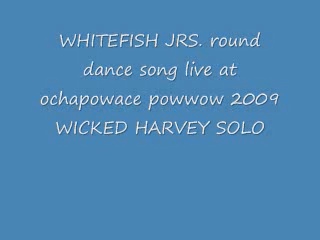 WHITEFISH JRS. round
dance song live at
ochapowace powwow 2009
WICKED HARVEY SOLO